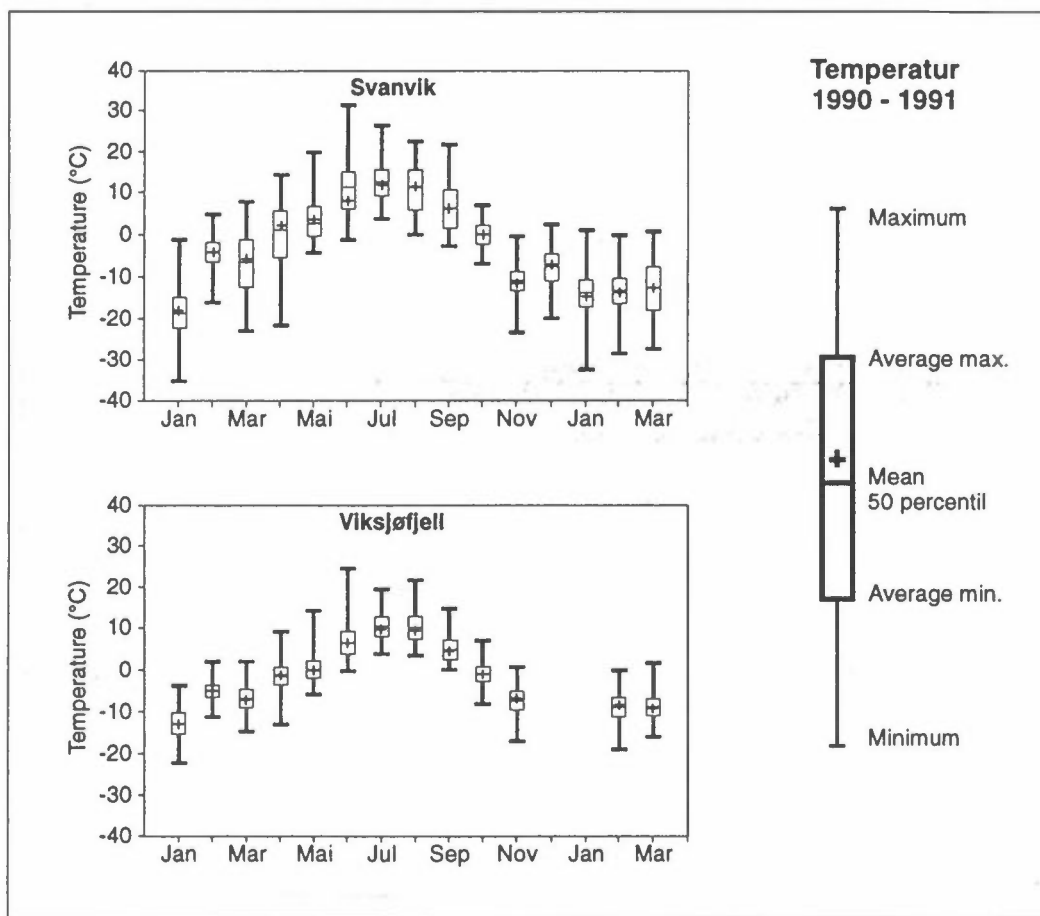 Svanvik
Temperature (°C)
40
30
20
10
0
-10
-20
-30
-40
Jan Mar Mai Jul Sep Nov Jan Mar
Viksjøfjell
Temperature (°C)
40
30
20
10
0
-10
-20
-30
-40
Jan Mar Mai Jul Sep Nov Jan Mar
Temperatur
1990 - 1991
Maximum
Average max.
Mean
50 percentil
Average min.
Minimum